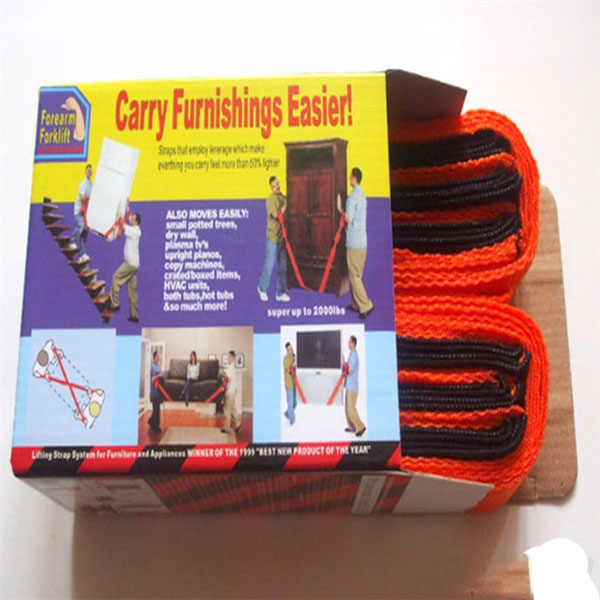 Forearm
Forklift
Carry Furnishings Easier!
Straps that employ leverage which make
everthing you carry feel more than 50% lighter
ALSO MOVES EASILY:
small potted trees,
dry wall,
plasma tv's
upright pianos,
copy machines,
crated/boxed items,
HVAC units,
bath tubs,hot tubs
&so much more!
super up to 2000lbs
Lifting Strap System for Furniture and Appliances WINNER OF THE 1999 "BEST NEW PRODUCT OF THE YEAR"